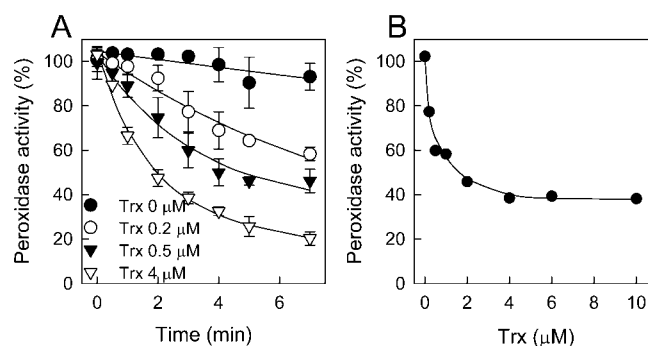 A
Peroxidase activity (%)
100
80
60
40
20
0
Trx 0 μM
Trx 0.2 μM
Trx 0.5 μM
Trx 4 μM
0 2 4 6
Time (min)
B
Peroxidase activity (%)
100
80
60
40
20
0
0 2 4 6 8 10
Trx (μM)